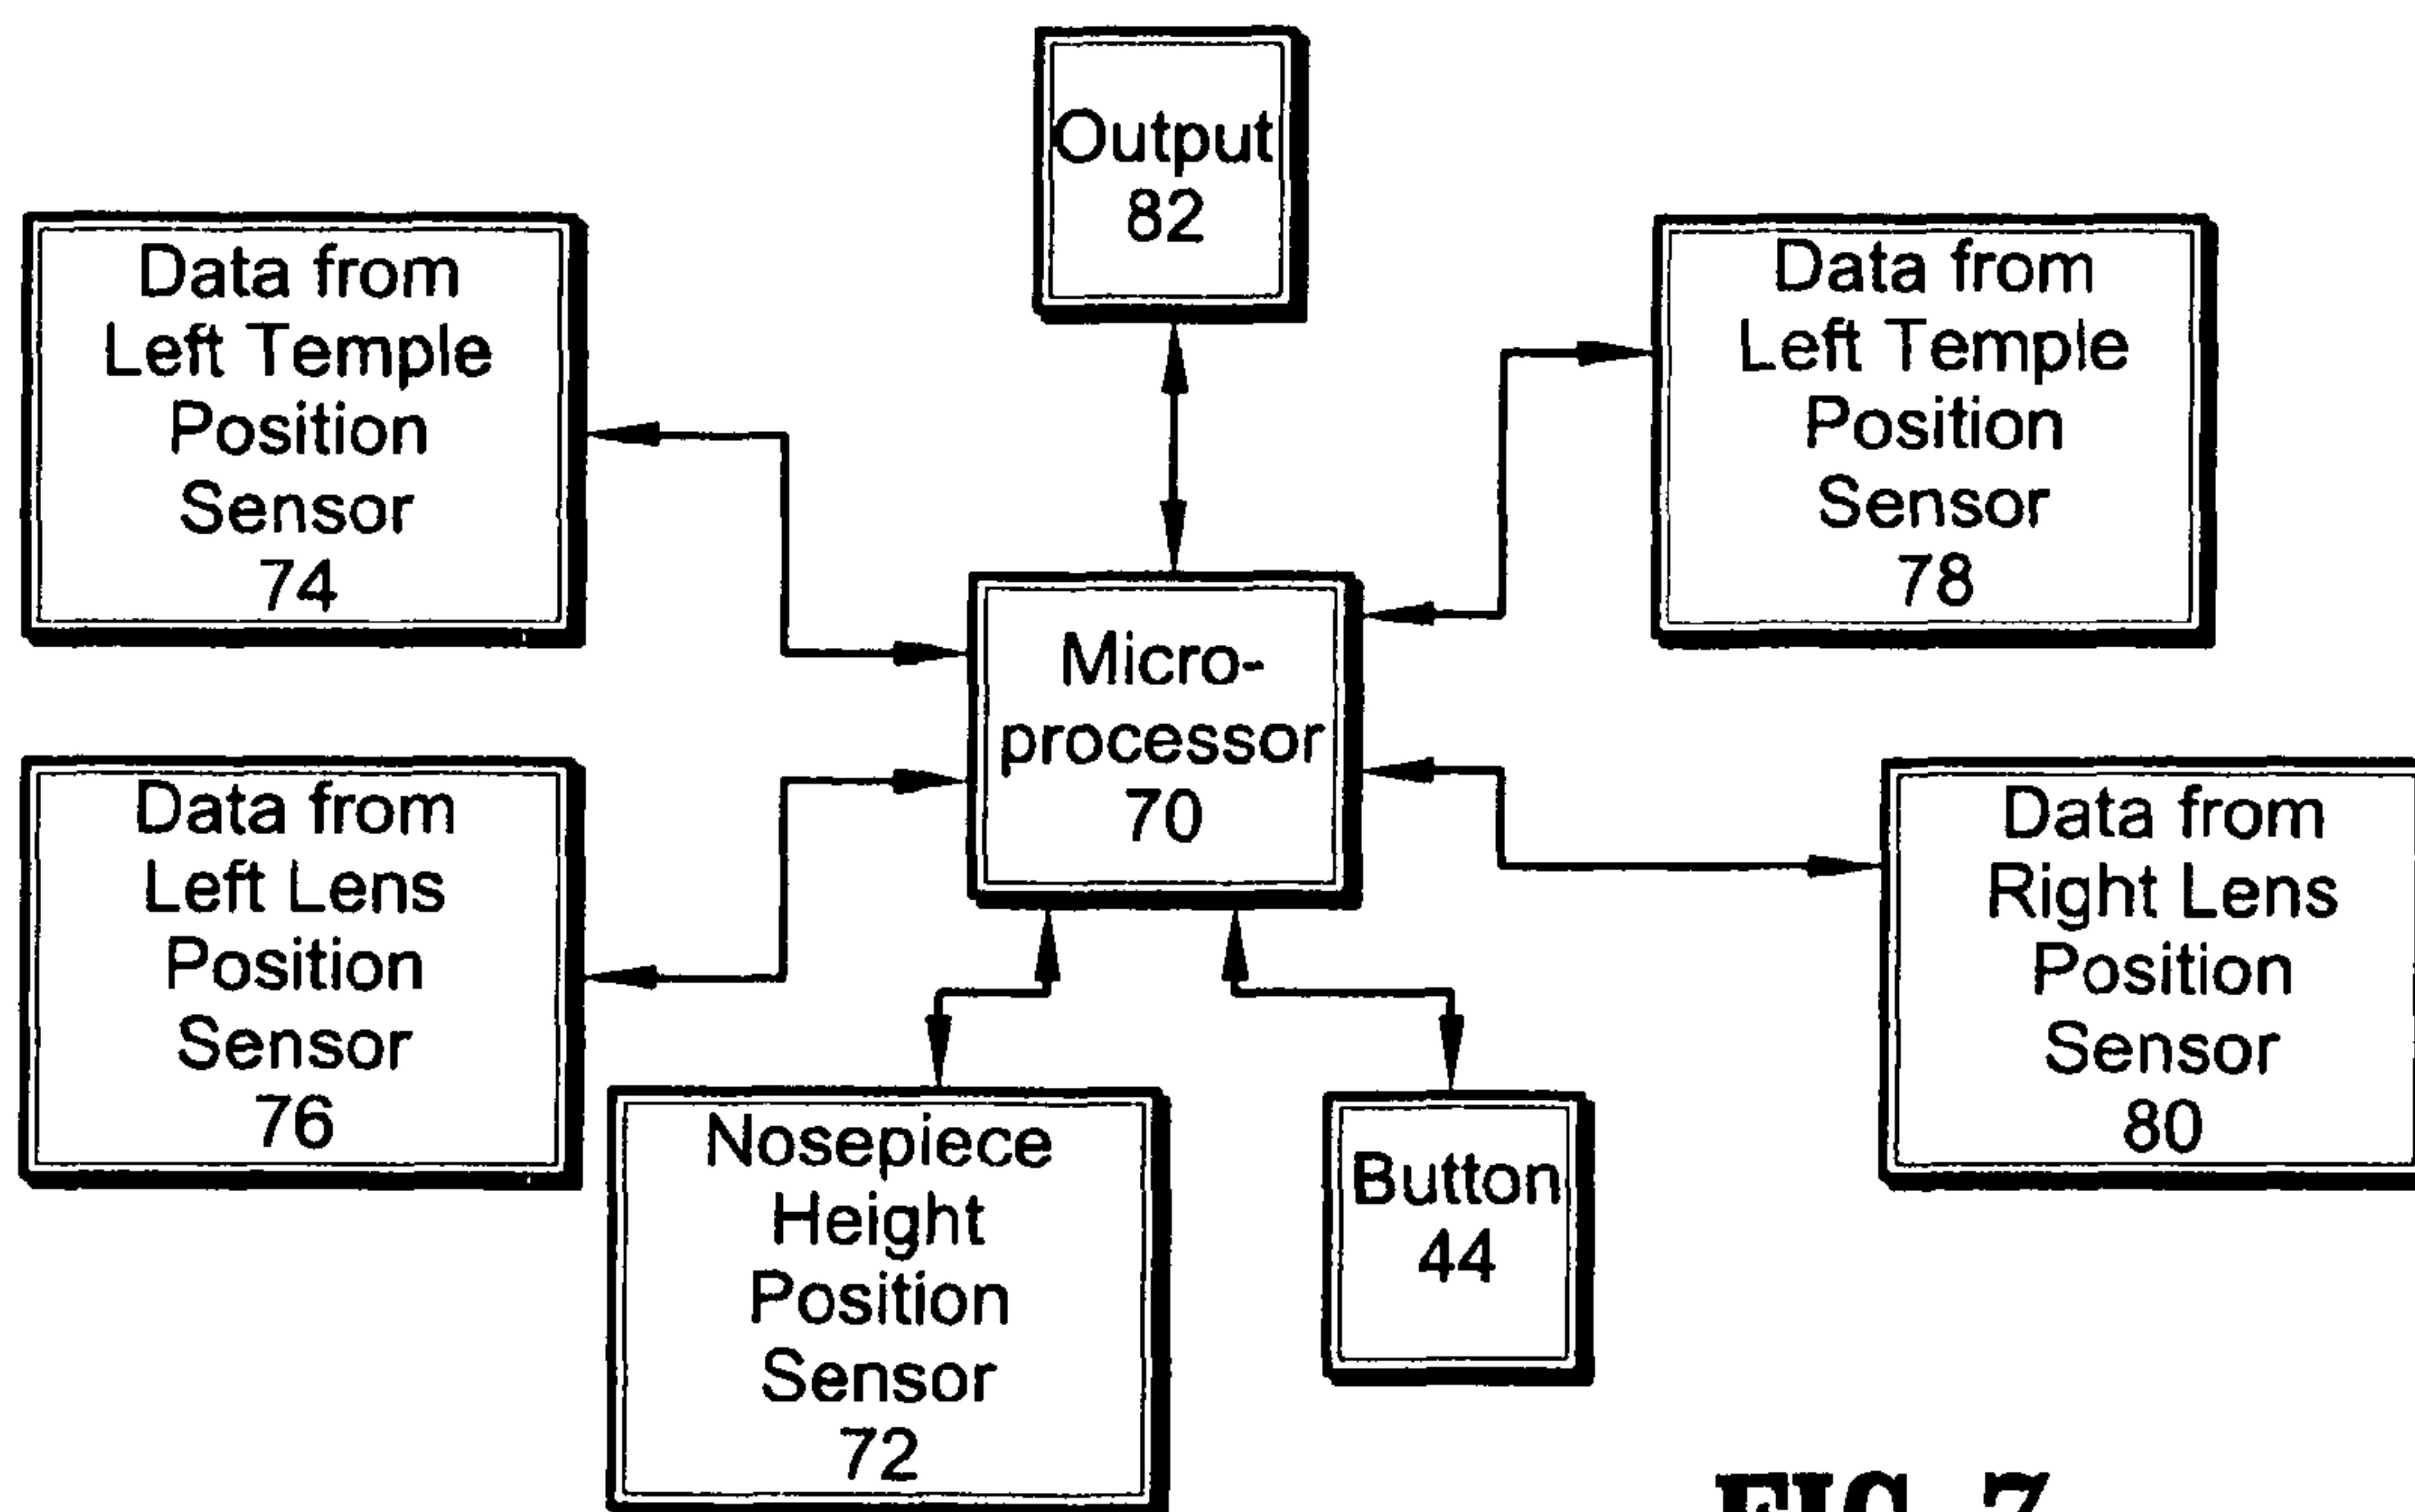 Output
82
Data from
Left Temple
Position
Sensor
74
Data from
Left Temple
Position
Sensor
78
Micro-
processor
70
Data from
Left Lens
Position
Sensor
76
Data from
Right Lens
Position
Sensor
80
Nosepiece
Height
Position
Sensor
72
Button
44
FIG. 7